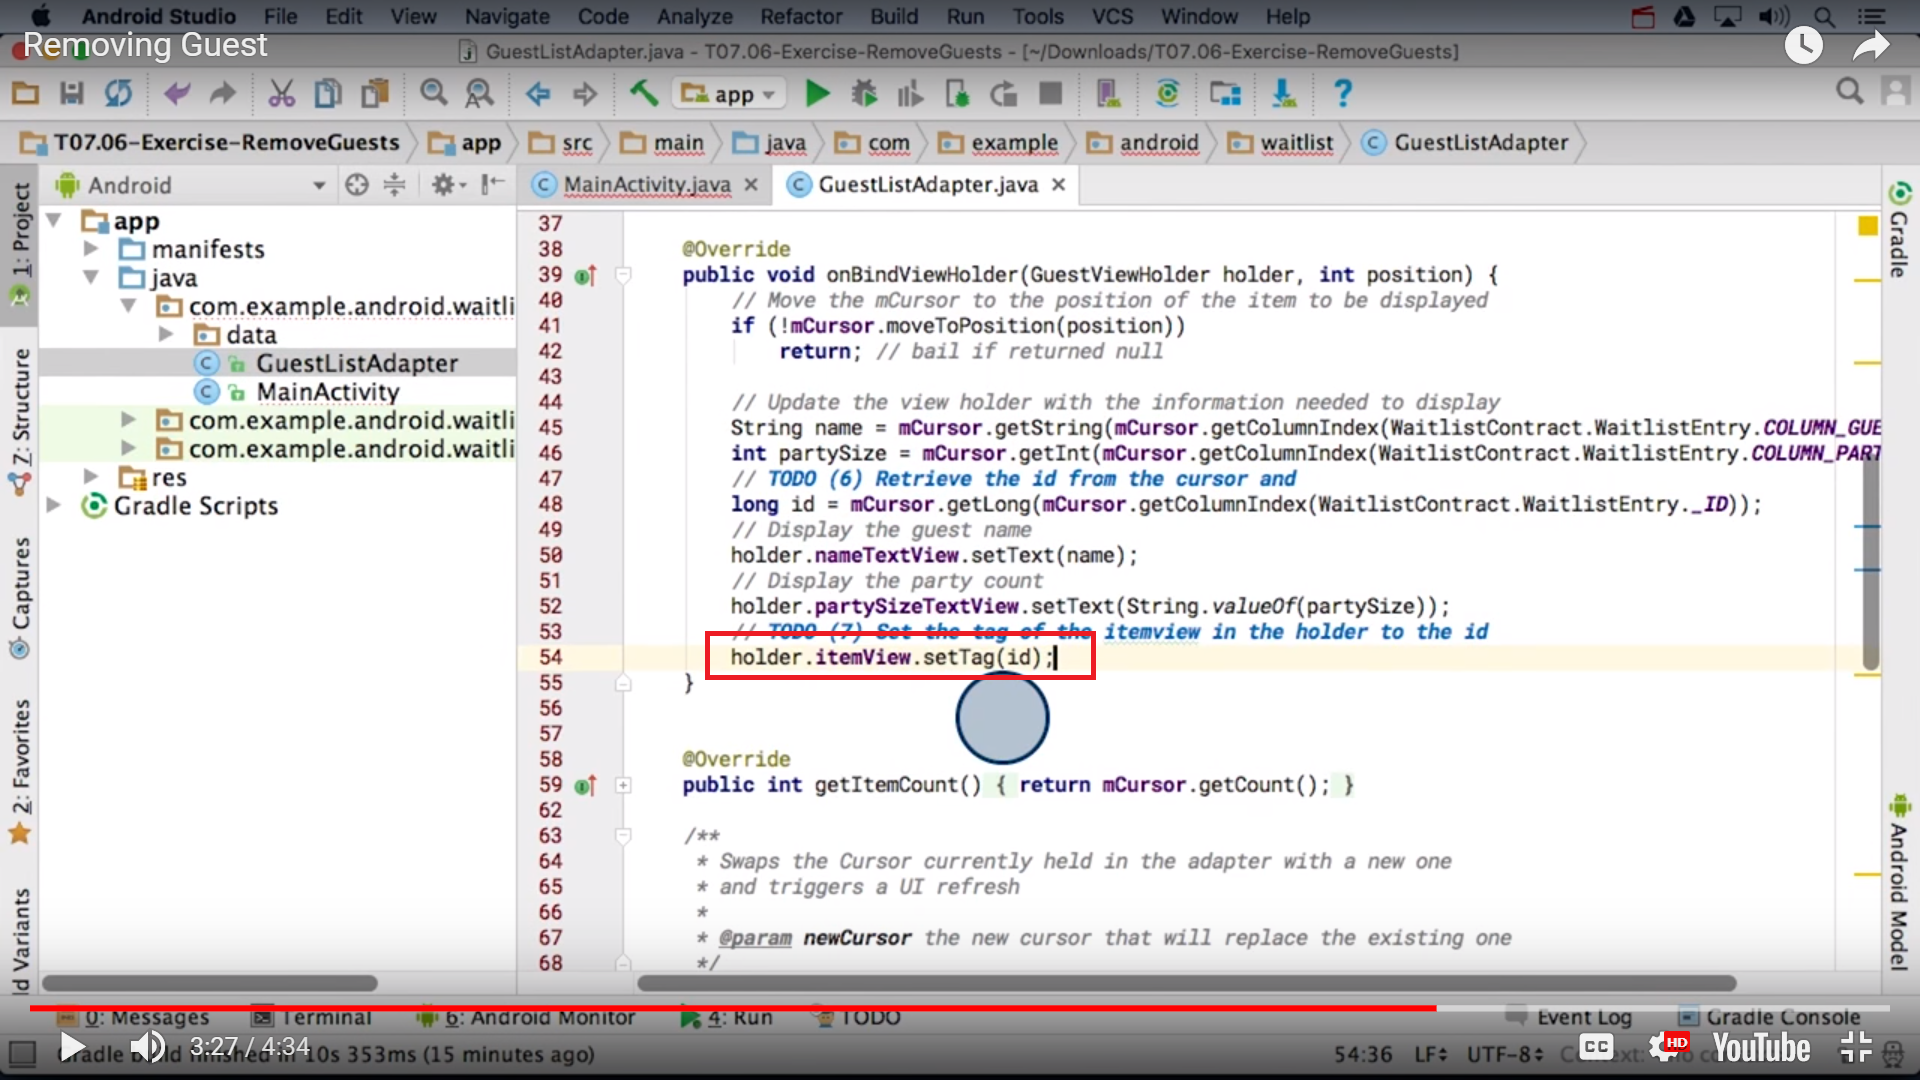 Android Studio File Edit View Navigate Code Analyze Refactor Build Run Tools VCS Window Help
Removing Guest
GuestListAdapter.java - T07.06-Exercise-RemoveGuests - [~/Downloads/T07.06-Exercise-RemoveGuests]
app
?
T07.06-Exercise-RemoveGuests app src main java com example android waitlist GuestListAdapter
Android
MainActivity.java
GuestListAdapter.java
1: Project
Z: Structure
Captures
2: Favorites
d Variants
app
manifests
java
com.example.android.waitli
data
GuestListAdapter
MainActivity
com.example.android.waitli
com.example.android.waitli
res
Gradle Scripts
37
38 @Override
39 public void onBindViewHolder(GuestViewHolder holder, int position) {
40 // Move the mCursor to the position of the item to be displayed
41 if (!mCursor.moveToPosition(position))
42 return; // bail if returned null
43
44 // Update the view holder with the information needed to display
45 String name = mCursor.getString(mCursor.getColumnIndex(WaitlistContract.WaitlistEntry.COLUMN_GUE
46 int partySize = mCursor.getInt(mCursor.getColumnIndex(WaitlistContract.WaitlistEntry.COLUMN_PART
47 // TODO (6) Retrieve the id from the cursor and
48 long id = mCursor.getLong(mCursor.getColumnIndex(WaitlistContract.WaitlistEntry._ID));
49 // Display the guest name
50 holder.nameTextView.setText(name);
51 // Display the party count
52 holder.partySizeTextView.setText(String.valueOf(partySize));
53 // TODO (7) Set the tag of the itemview in the holder to the id
54 holder.itemView.setTag(id);
55 }
56
57
58 @Override
59 public int getItemCount() { return mCursor.getCount(); }
62
63 /**
64 * Swaps the Cursor currently held in the adapter with a new one
65 * and triggers a UI refresh
66 *
67 * @param newCursor the new cursor that will replace the existing one
68 */
Gradle
Android Model
0: Messages Terminal 6: Android Monitor 4: Run TODO Event Log Gradle Console
Gradle build finished in 10s 353ms (15 minutes ago)
3:27 / 4:34
54:36 LF UTF-8
CC HD YouTube